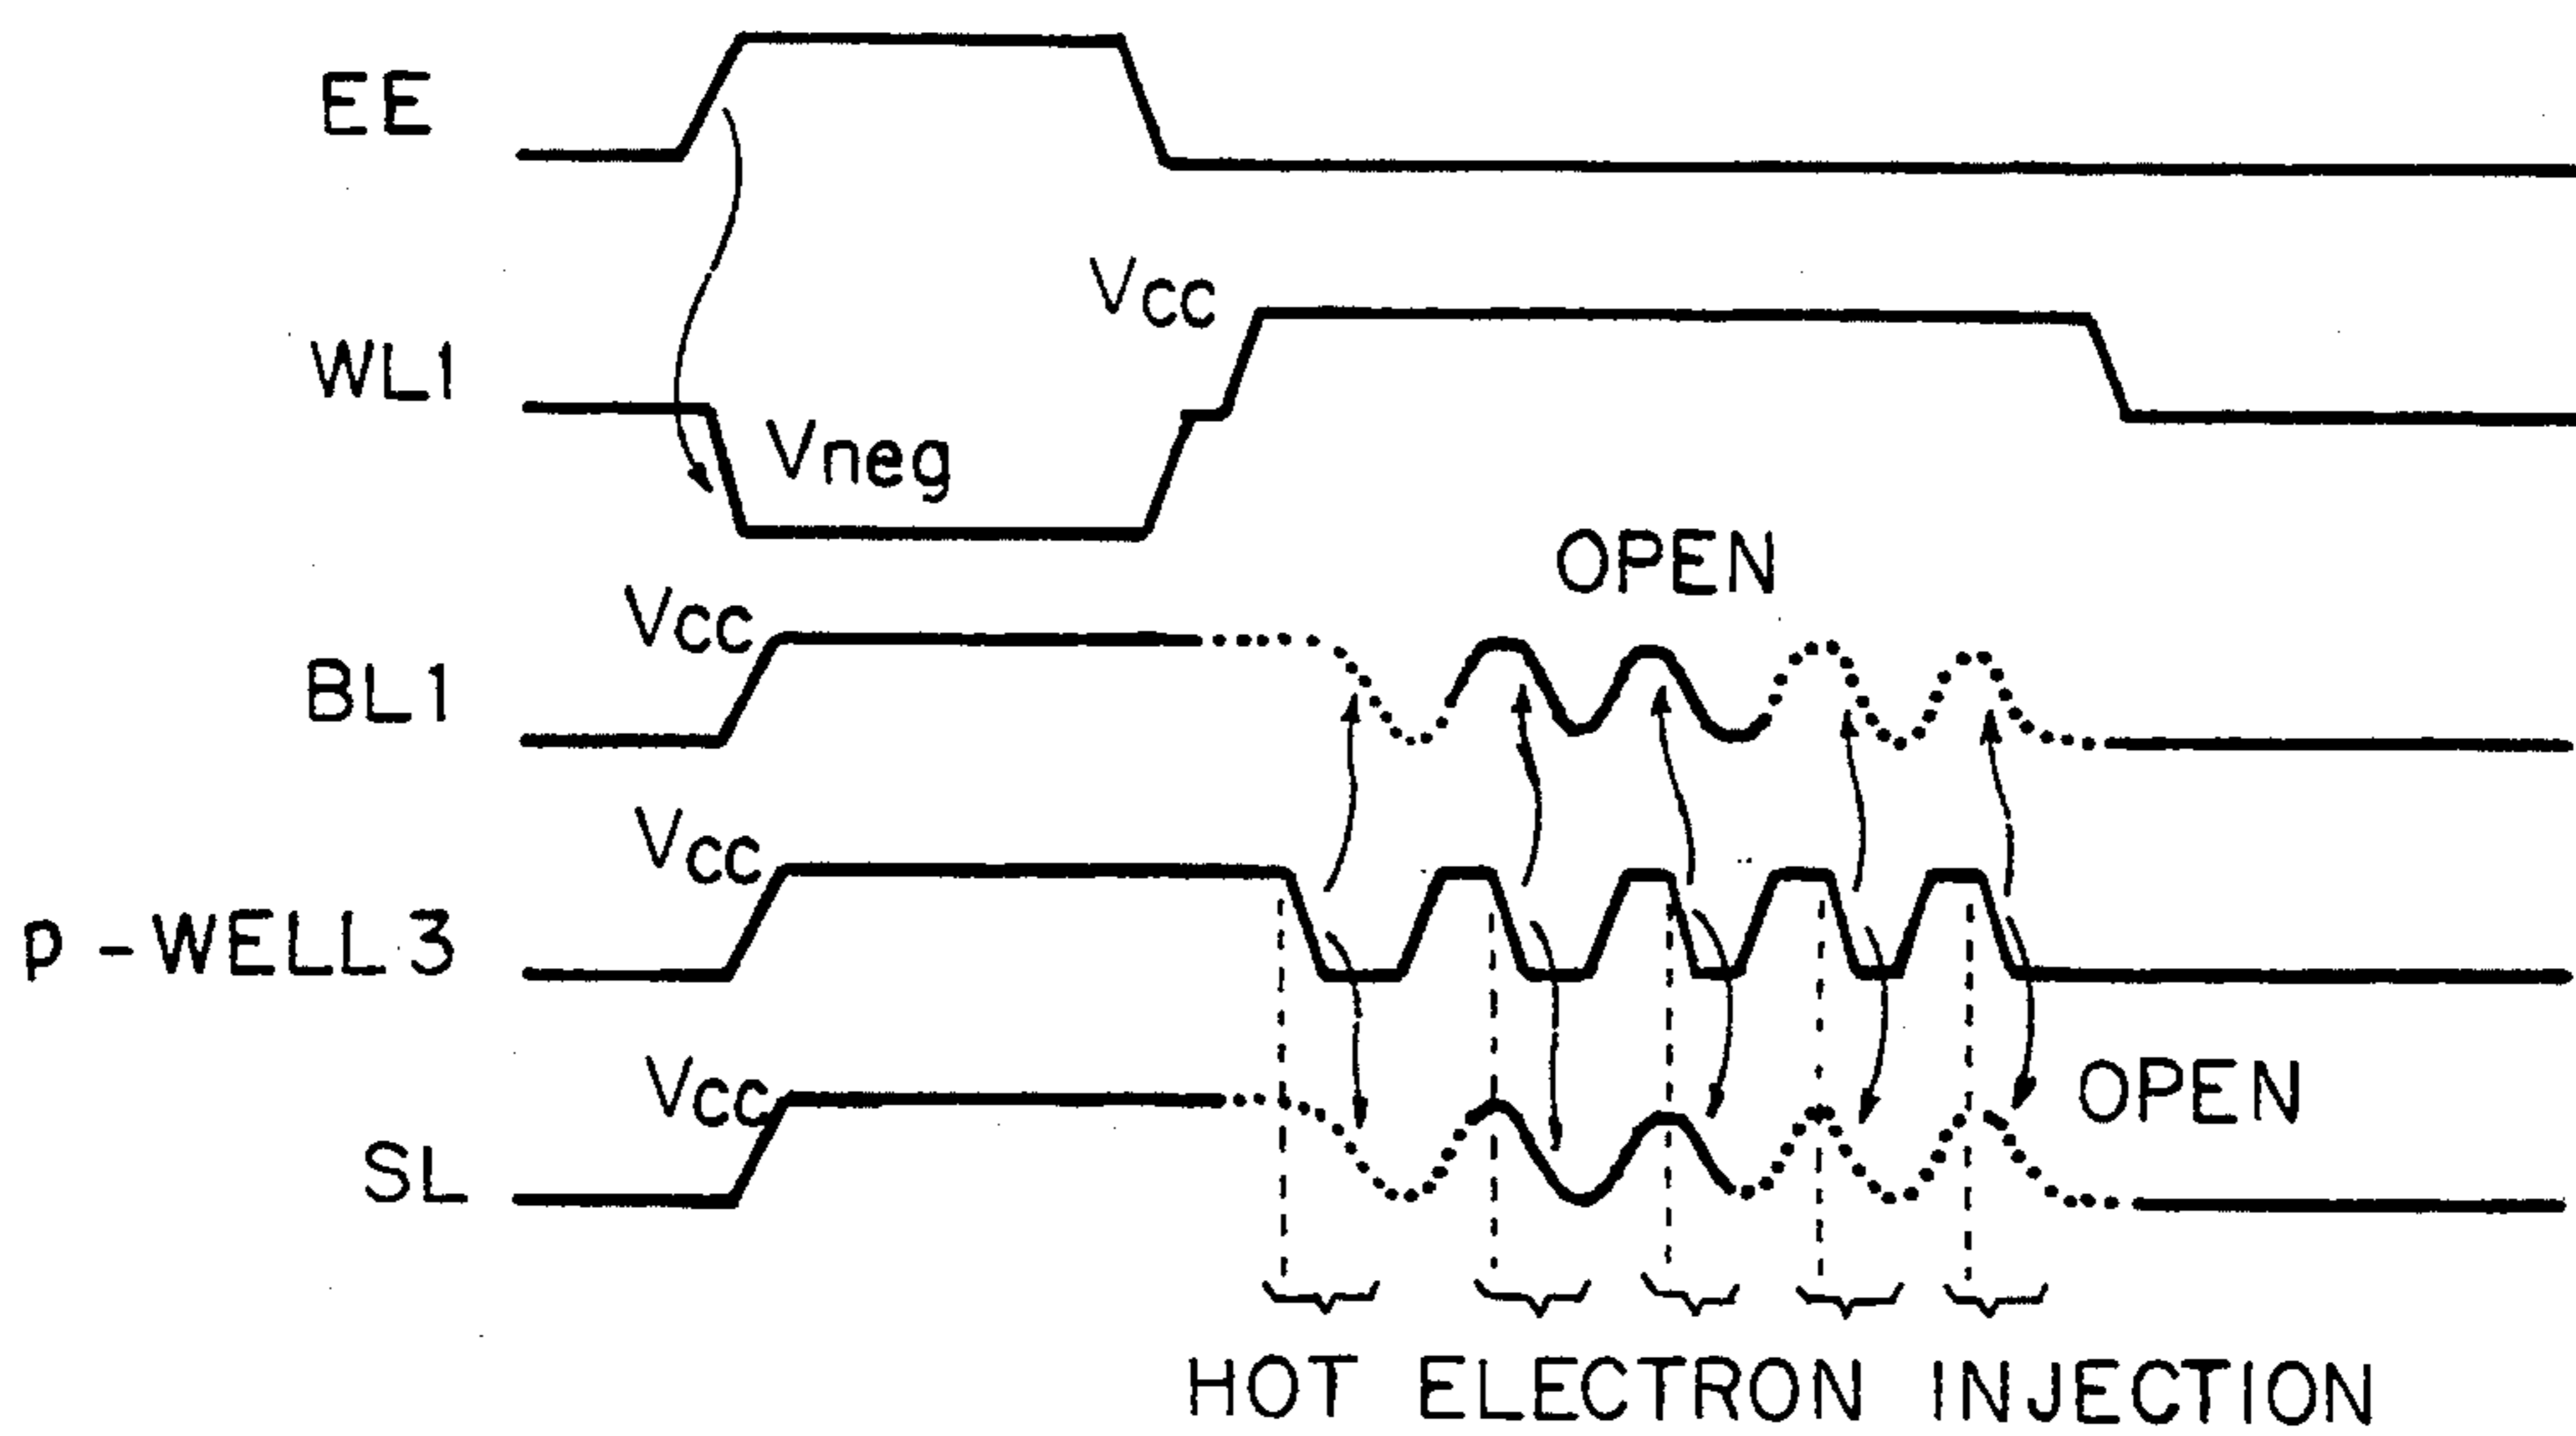 EE
VCC
WL1
Vneg
OPEN
VCC
BL1
VCC
p - WELL 3
VCC
OPEN
SL
HOT ELECTRON INJECTION